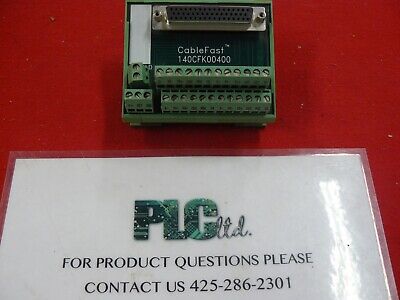 CableFast™
140CFK00400
PLC ltd.
FOR PRODUCT QUESTIONS PLEASE
CONTACT US 425-286-2301